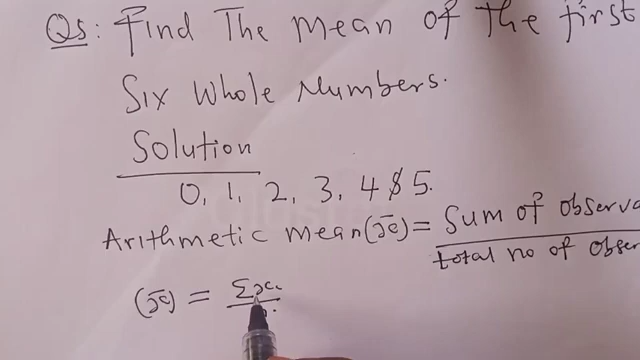 Qs: Find The Mean of The first
Six Whole Numbers.
Solution
0, 1, 2, 3, 4 $ 5.
Arithmetic mean (x̄) = Sum of observa
total no of obser
(x̄) = Σx